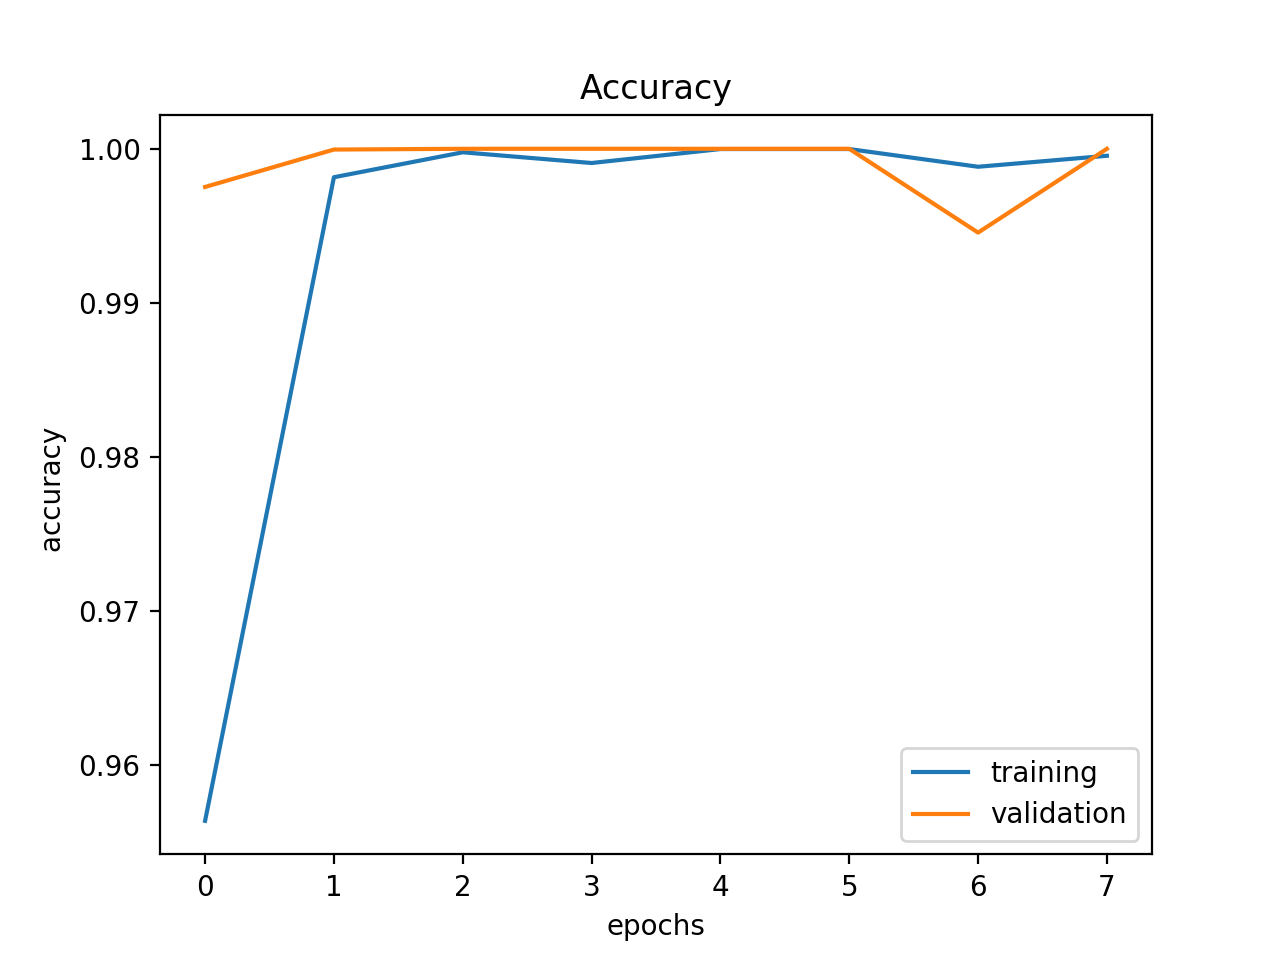 Accuracy
1.00
0.99
0.98
0.97
0.96
accuracy
0 1 2 3 4 5 6 7
epochs
training
validation